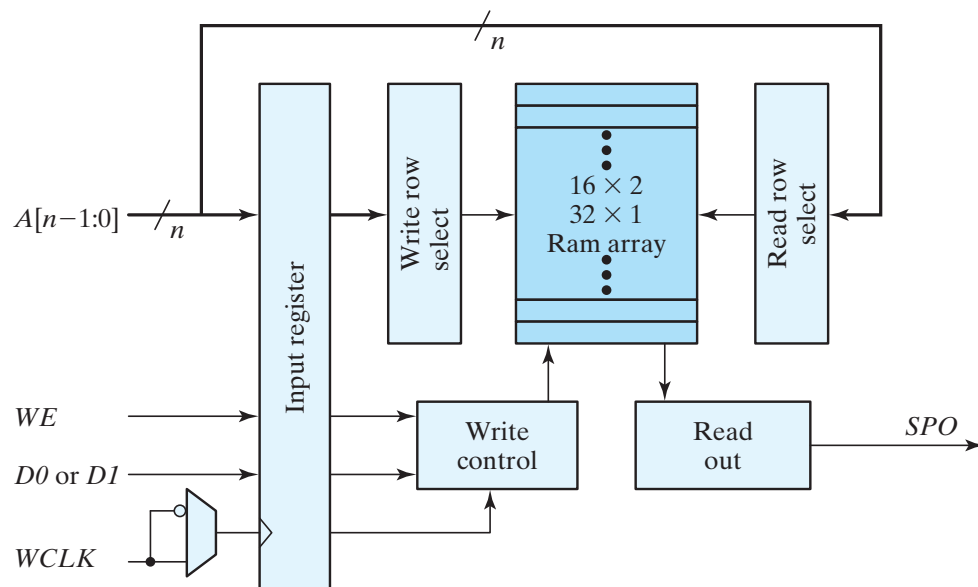 n
A[n−1:0]
n
Input register
Write row
select
16 × 2
32 × 1
Ram array
Read row
select
WE
D0 or D1
WCLK
Write
control
Read
out
SPO